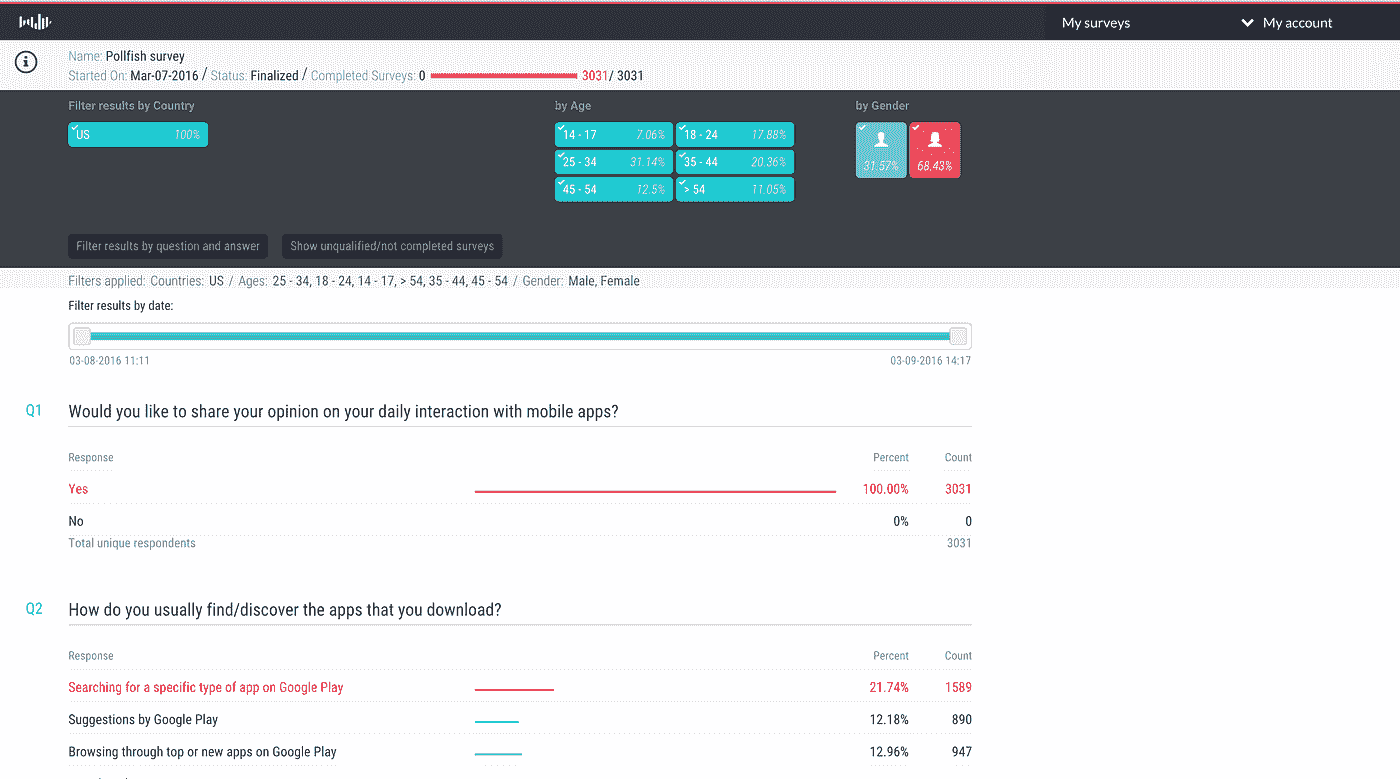 My surveys
My account
Name: Pollfish survey
Started On: Mar-07-2016 / Status: Finalized / Completed Surveys: 0 3031/ 3031
Filter results by Country
by Age
by Gender
US 100%
14 - 17 7.06%
18 - 24 17.88%
25 - 34 31.14%
35 - 44 20.36%
45 - 54 12.5%
> 54 11.05%
31.57%
68.43%
Filter results by question and answer
Show unqualified/not completed surveys
Filters applied: Countries: US / Ages: 25 - 34, 18 - 24, 14 - 17, > 54, 35 - 44, 45 - 54 / Gender: Male, Female
Filter results by date:
03-08-2016 11:11
03-09-2016 14:17
Q1 Would you like to share your opinion on your daily interaction with mobile apps?
Response Percent Count
Yes 100.00% 3031
No 0% 0
Total unique respondents 3031
Q2 How do you usually find/discover the apps that you download?
Response Percent Count
Searching for a specific type of app on Google Play 21.74% 1589
Suggestions by Google Play 12.18% 890
Browsing through top or new apps on Google Play 12.96% 947